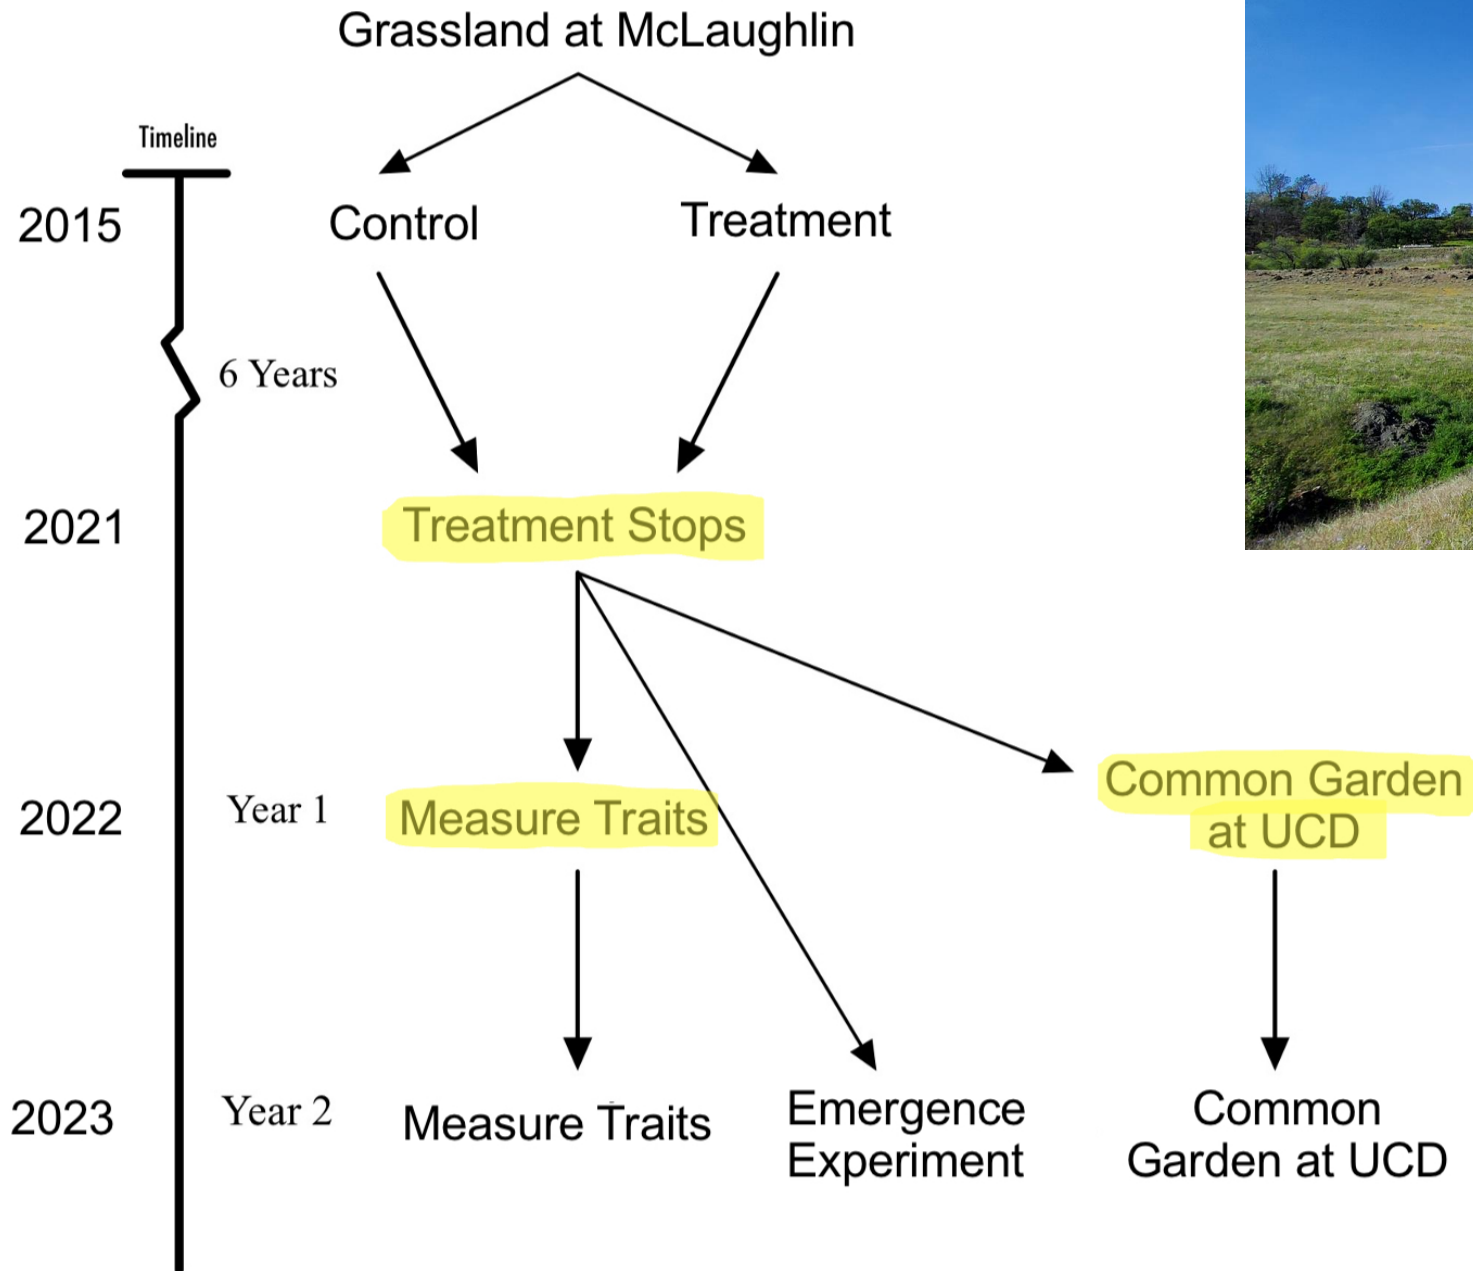 Grassland at McLaughlin
Timeline
2015
Control
Treatment
6 Years
2021
Treatment Stops
2022
Year 1
Measure Traits
Common Garden
at UCD
2023
Year 2
Measure Traits
Emergence
Experiment
Common
Garden at UCD